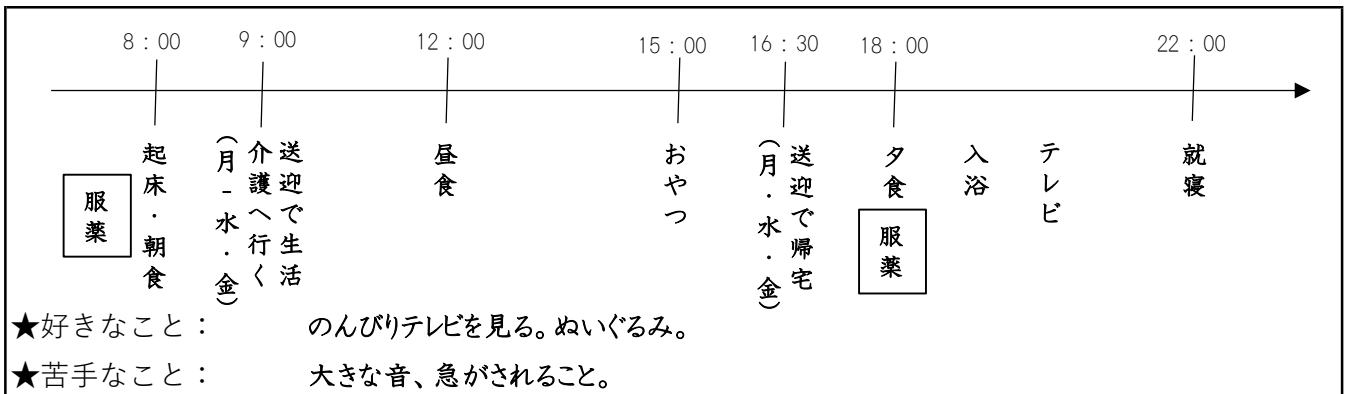 8：00
9：00
12：00
15：00
16：30
18：00
22：00
服薬
起床・朝食
送迎で生活
介護へ行く
（月-水・金）
昼食
おやつ
送迎で帰宅
（月・水・金）
夕食
服薬
入浴
テレビ
就寝
★好きなこと： のんびりテレビを見る。ぬいぐるみ。
★苦手なこと： 大きな音、急がされること。